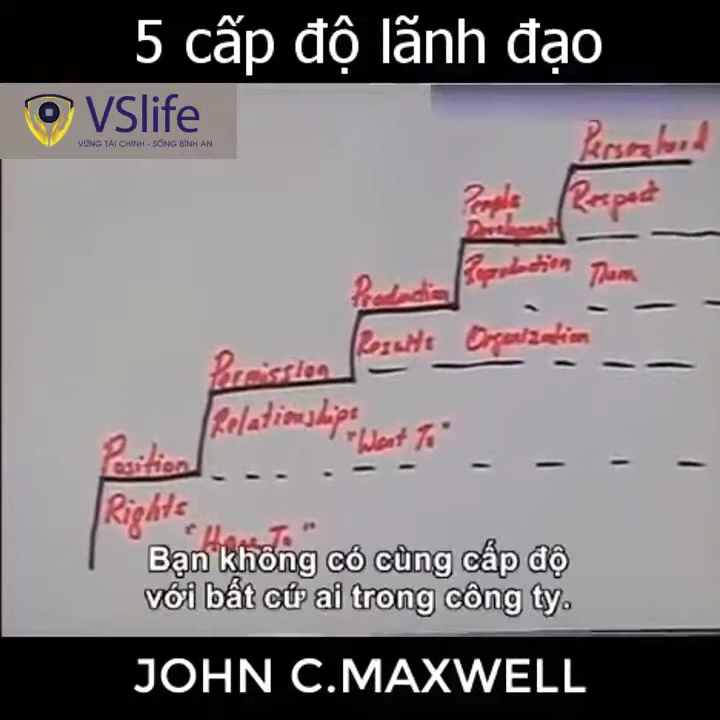 5 cấp độ lãnh đạo
VSlife
VỮNG TÀI CHÍNH - SỐNG BÌNH AN
Personhood
Respect
People
Development
Reproduction
Them
Production
Results
Organization
Permission
Relationships
"Want To"
Position
Rights
"Have To"
Bạn không có cùng cấp độ
với bất cứ ai trong công ty.
JOHN C.MAXWELL